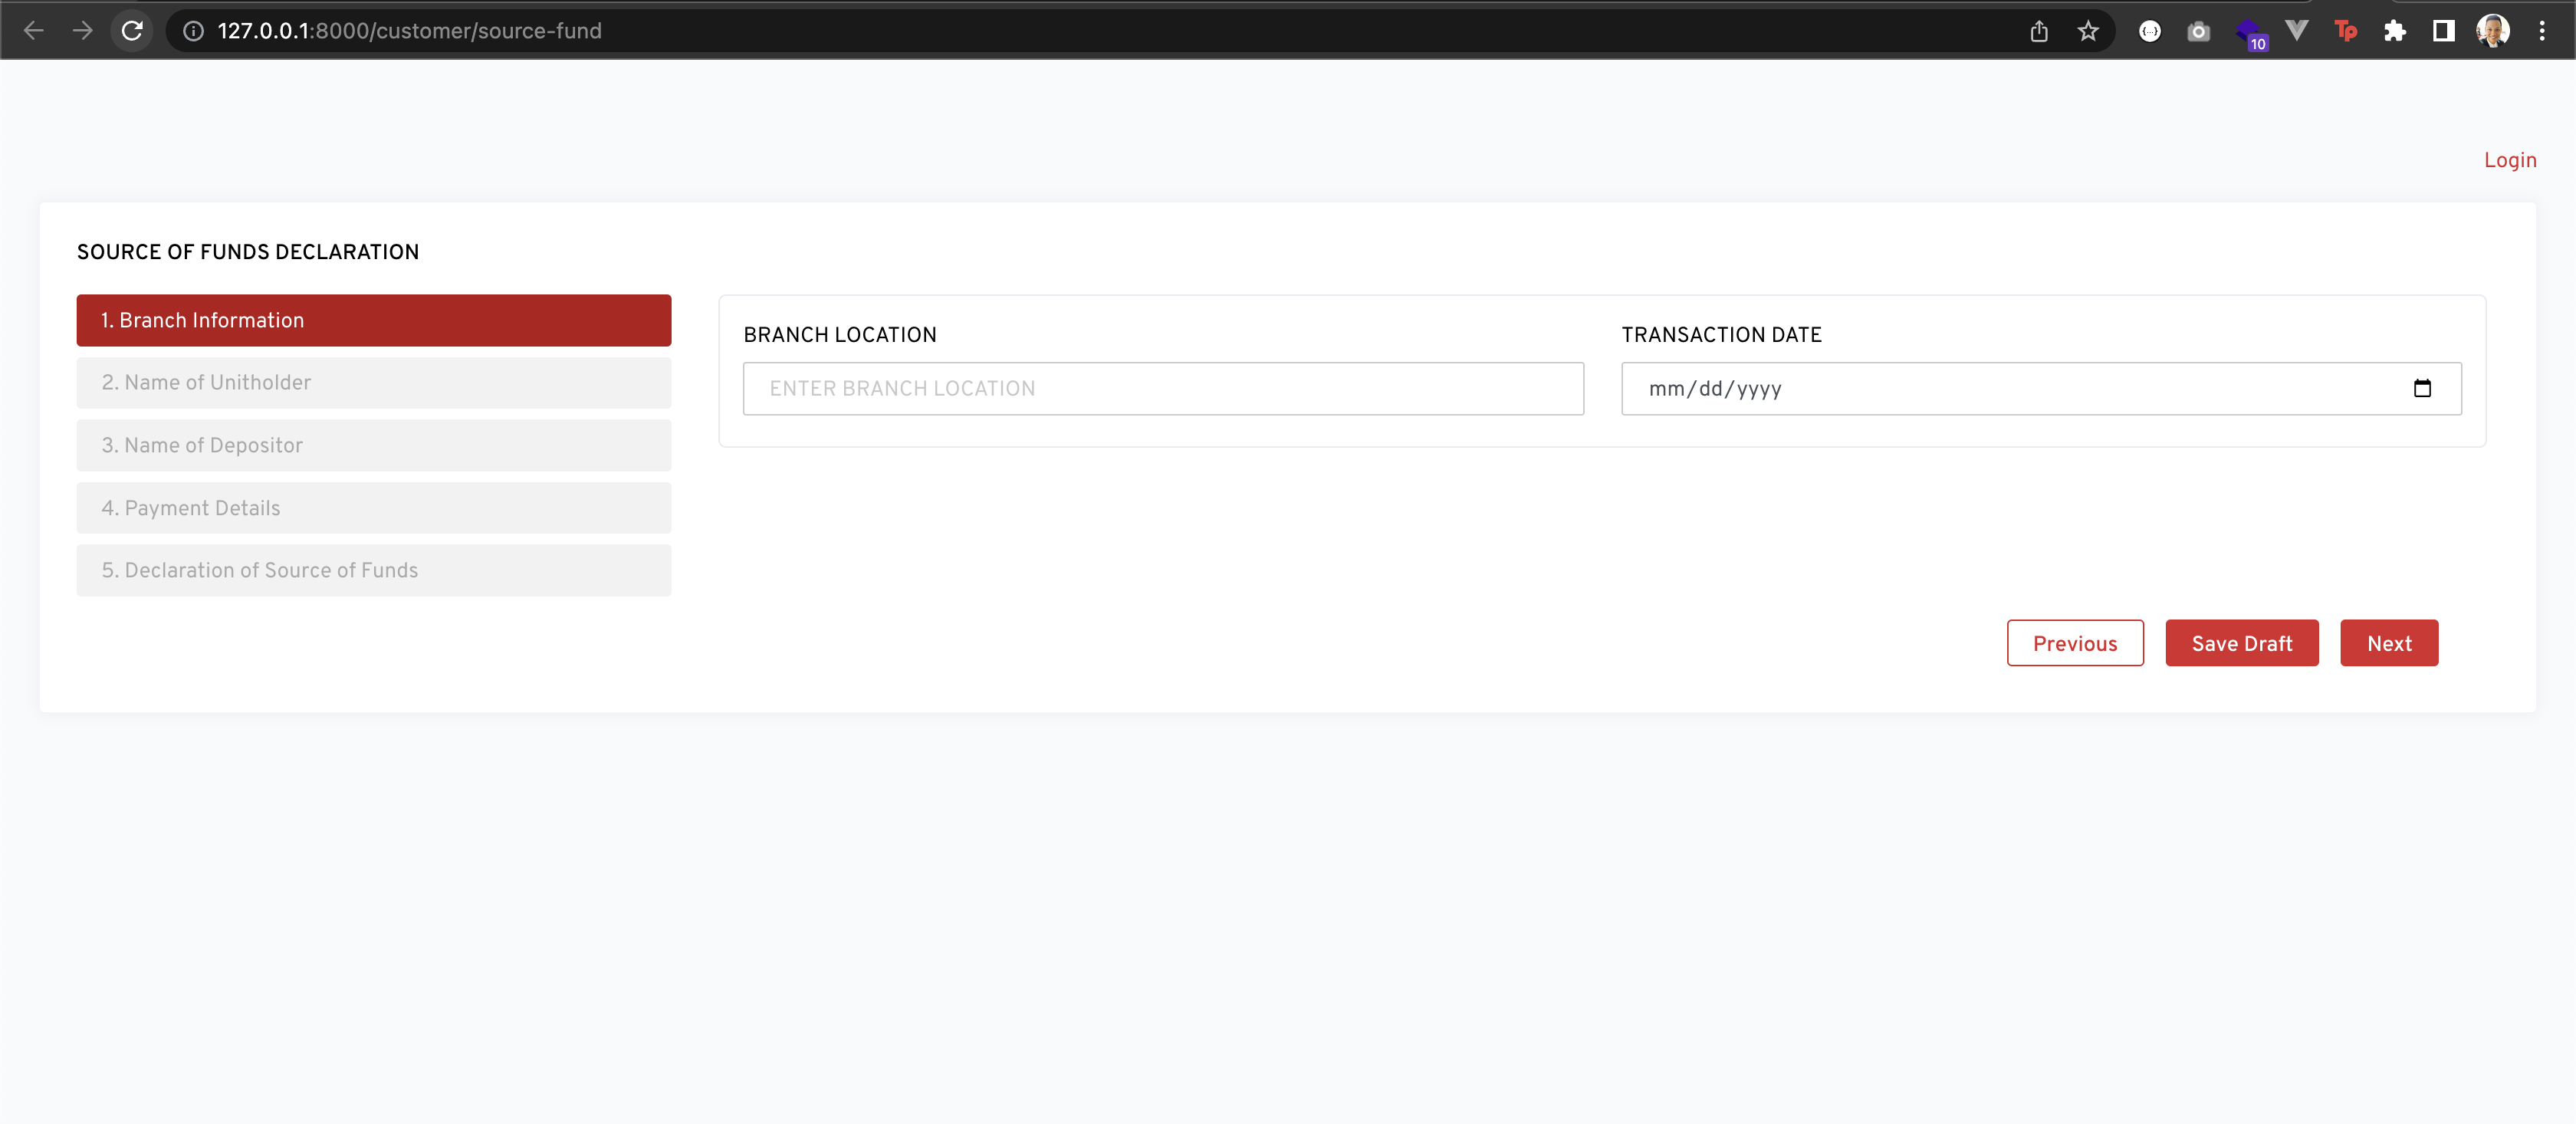 127.0.0.1:8000/customer/source-fund
10
Tp
Login
SOURCE OF FUNDS DECLARATION
1. Branch Information
2. Name of Unitholder
3. Name of Depositor
4. Payment Details
5. Declaration of Source of Funds
BRANCH LOCATION
ENTER BRANCH LOCATION
TRANSACTION DATE
mm/dd/yyyy
Previous
Save Draft
Next